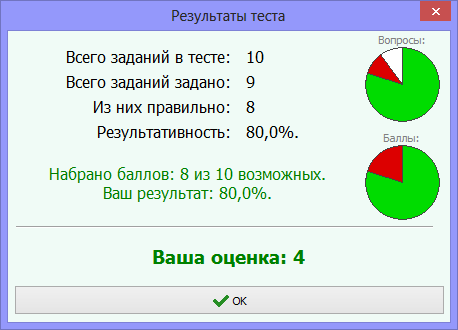 Результаты теста
Вопросы:
Всего заданий в тесте: 10
Всего заданий задано: 9
Из них правильно: 8
Результативность: 80,0%.
Баллы:
Набрано баллов: 8 из 10 возможных.
Ваш результат: 80,0%.
Ваша оценка: 4
ОК